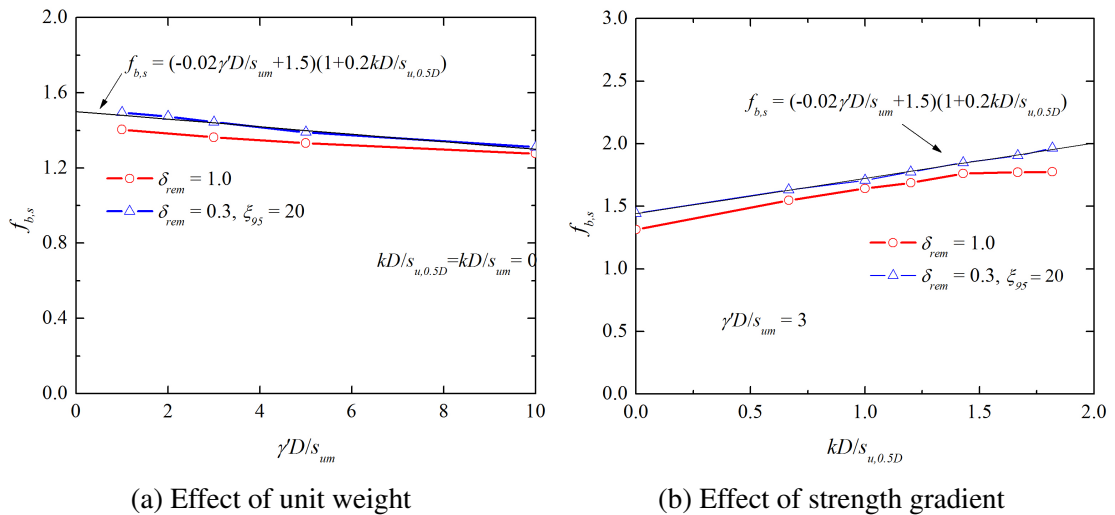 2.0
1.6
1.2
0.8
0.4
0.0
f_{b,s}
f_{b,s} = (-0.02γ'D/s_{um}+1.5)(1+0.2kD/s_{u,0.5D})
δ_{rem} = 1.0
δ_{rem} = 0.3, ξ_{95} = 20
kD/s_{u,0.5D}=kD/s_{um}= 0
0 2 4 6 8 10
γ'D/s_{um}
(a) Effect of unit weight
3.0
2.5
2.0
1.5
1.0
0.5
0.0
f_{b,s}
f_{b,s} = (-0.02γ'D/s_{um}+1.5)(1+0.2kD/s_{u,0.5D})
δ_{rem} = 1.0
δ_{rem} = 0.3, ξ_{95} = 20
γ'D/s_{um} = 3
0.0 0.5 1.0 1.5 2.0
kD/s_{u,0.5D}
(b) Effect of strength gradient